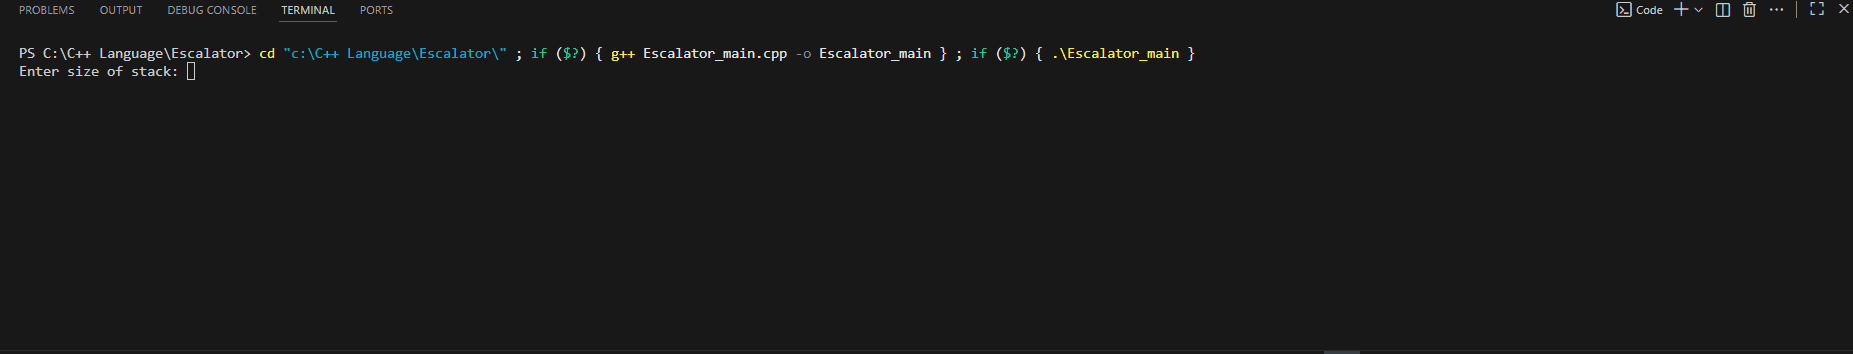 PROBLEMS OUTPUT DEBUG CONSOLE TERMINAL PORTS Code
PS C:\C++ Language\Escalator> cd "c:\C++ Language\Escalator\" ; if ($?) { g++ Escalator_main.cpp -o Escalator_main } ; if ($?) { .\Escalator_main }
Enter size of stack: